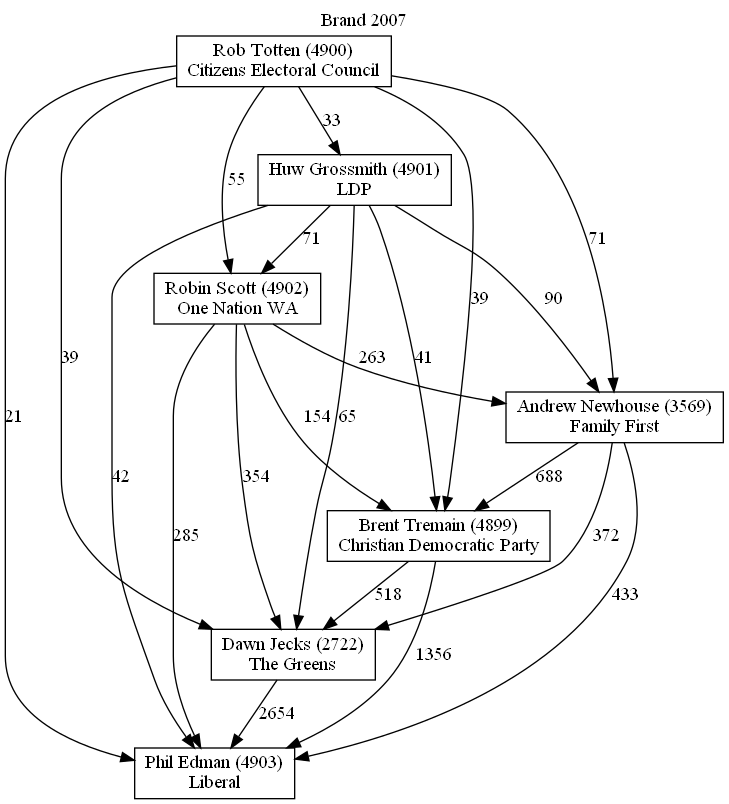 Brand 2007
Rob Totten (4900)
Citizens Electoral Council
33
Huw Grossmith (4901)
LDP
55
71
71
Robin Scott (4902)
One Nation WA
39
90
39
263
41
Andrew Newhouse (3569)
Family First
21
154
65
42
354
688
285
Brent Tremain (4899)
Christian Democratic Party
372
518
433
Dawn Jecks (2722)
The Greens
1356
2654
Phil Edman (4903)
Liberal